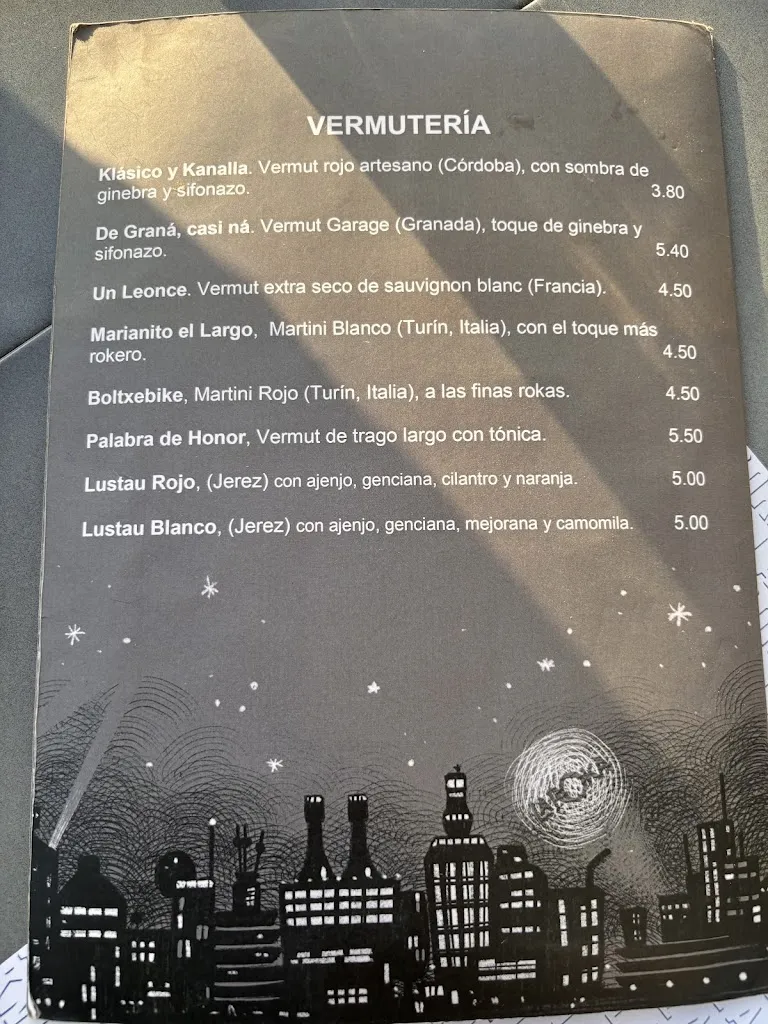 VERMUTERÍA
Klásico y Kanalla. Vermut rojo artesano (Córdoba), con sombra de
ginebra y sifonazo. 3.80
De Graná, casi ná. Vermut Garage (Granada), toque de ginebra y
sifonazo. 5.40
Un Leonce. Vermut extra seco de sauvignon blanc (Francia). 4.50
Marianito el Largo, Martini Blanco (Turín, Italia), con el toque más
rokero. 4.50
Boltxebike, Martini Rojo (Turín, Italia), a las finas rokas. 4.50
Palabra de Honor, Vermut de trago largo con tónica. 5.50
Lustau Rojo, (Jerez) con ajenjo, genciana, cilantro y naranja. 5.00
Lustau Blanco, (Jerez) con ajenjo, genciana, mejorana y camomila. 5.00
LA ROKA